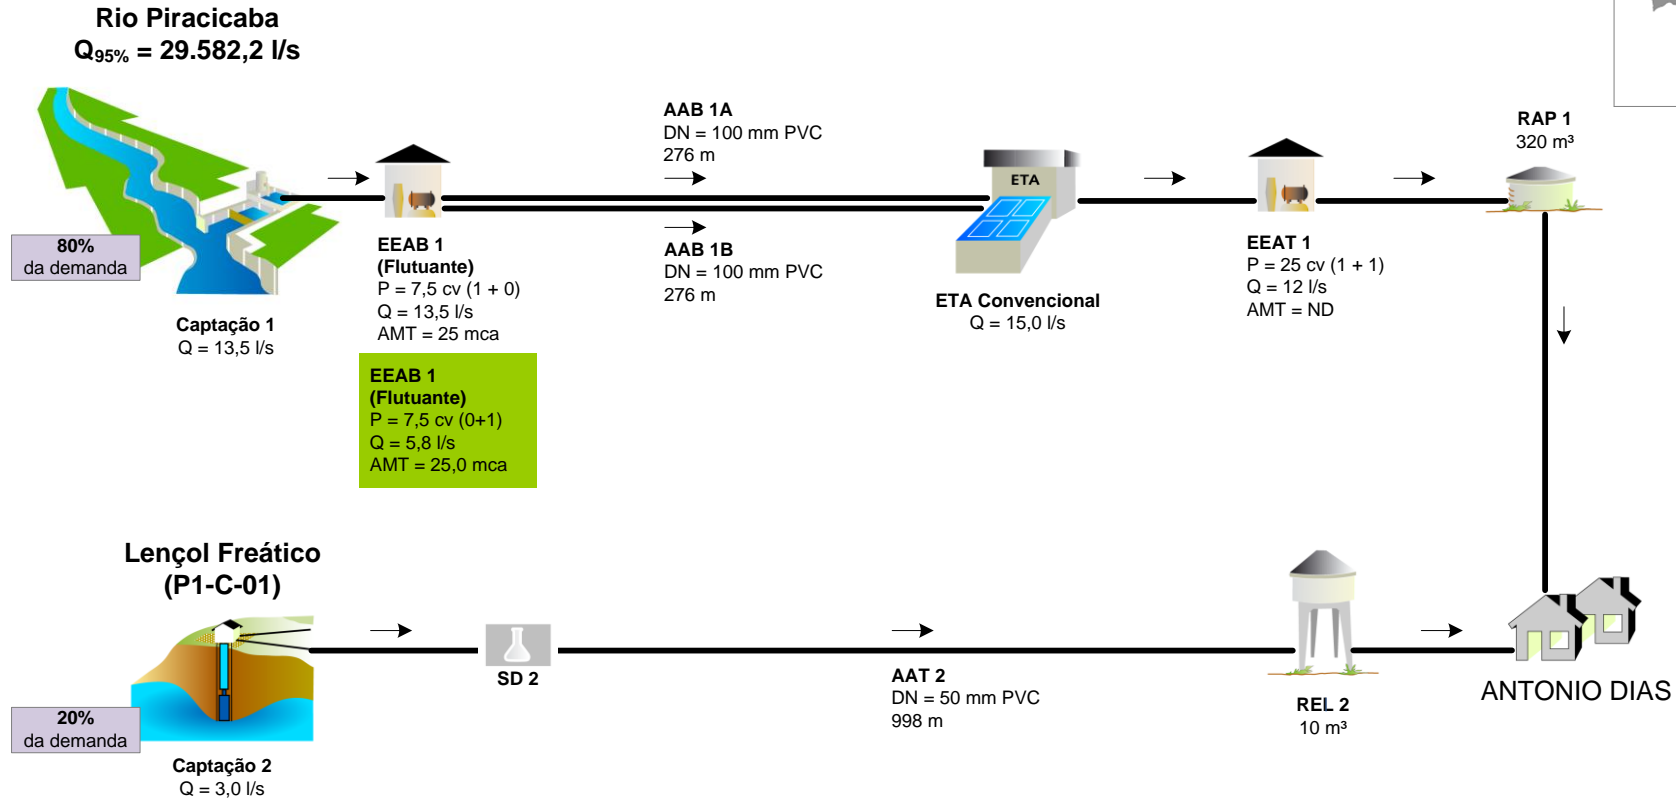 Rio Piracicaba
Q95% = 29.582,2 l/s
80%
da demanda
Captação 1
Q = 13,5 l/s
EEAB 1
(Flutuante)
P = 7,5 cv (1 + 0)
Q = 13,5 l/s
AMT = 25 mca
EEAB 1
(Flutuante)
P = 7,5 cv (0+1)
Q = 5,8 l/s
AMT = 25,0 mca
AAB 1A
DN = 100 mm PVC
276 m
AAB 1B
DN = 100 mm PVC
276 m
ETA
ETA Convencional
Q = 15,0 l/s
EEAT 1
P = 25 cv (1 + 1)
Q = 12 l/s
AMT = ND
RAP 1
320 m³
Lençol Freático
(P1-C-01)
20%
da demanda
Captação 2
Q = 3,0 l/s
SD 2
AAT 2
DN = 50 mm PVC
998 m
REL 2
10 m³
ANTONIO DIAS